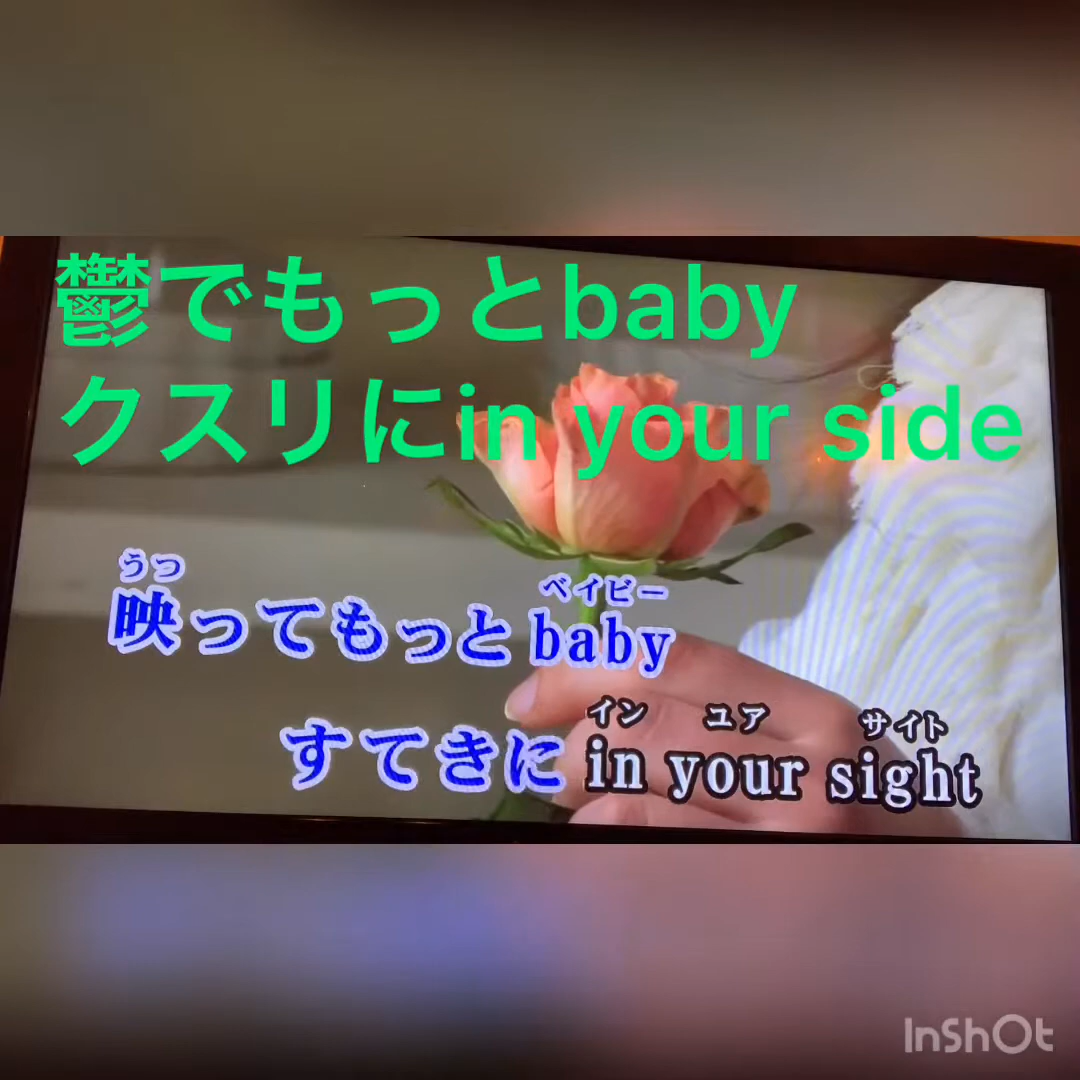 鬱でもっとbaby
クスリにin your side
うつ ベイビー
映ってもっとbaby
イン ユア サイト
すてきにin your sight
InShOt